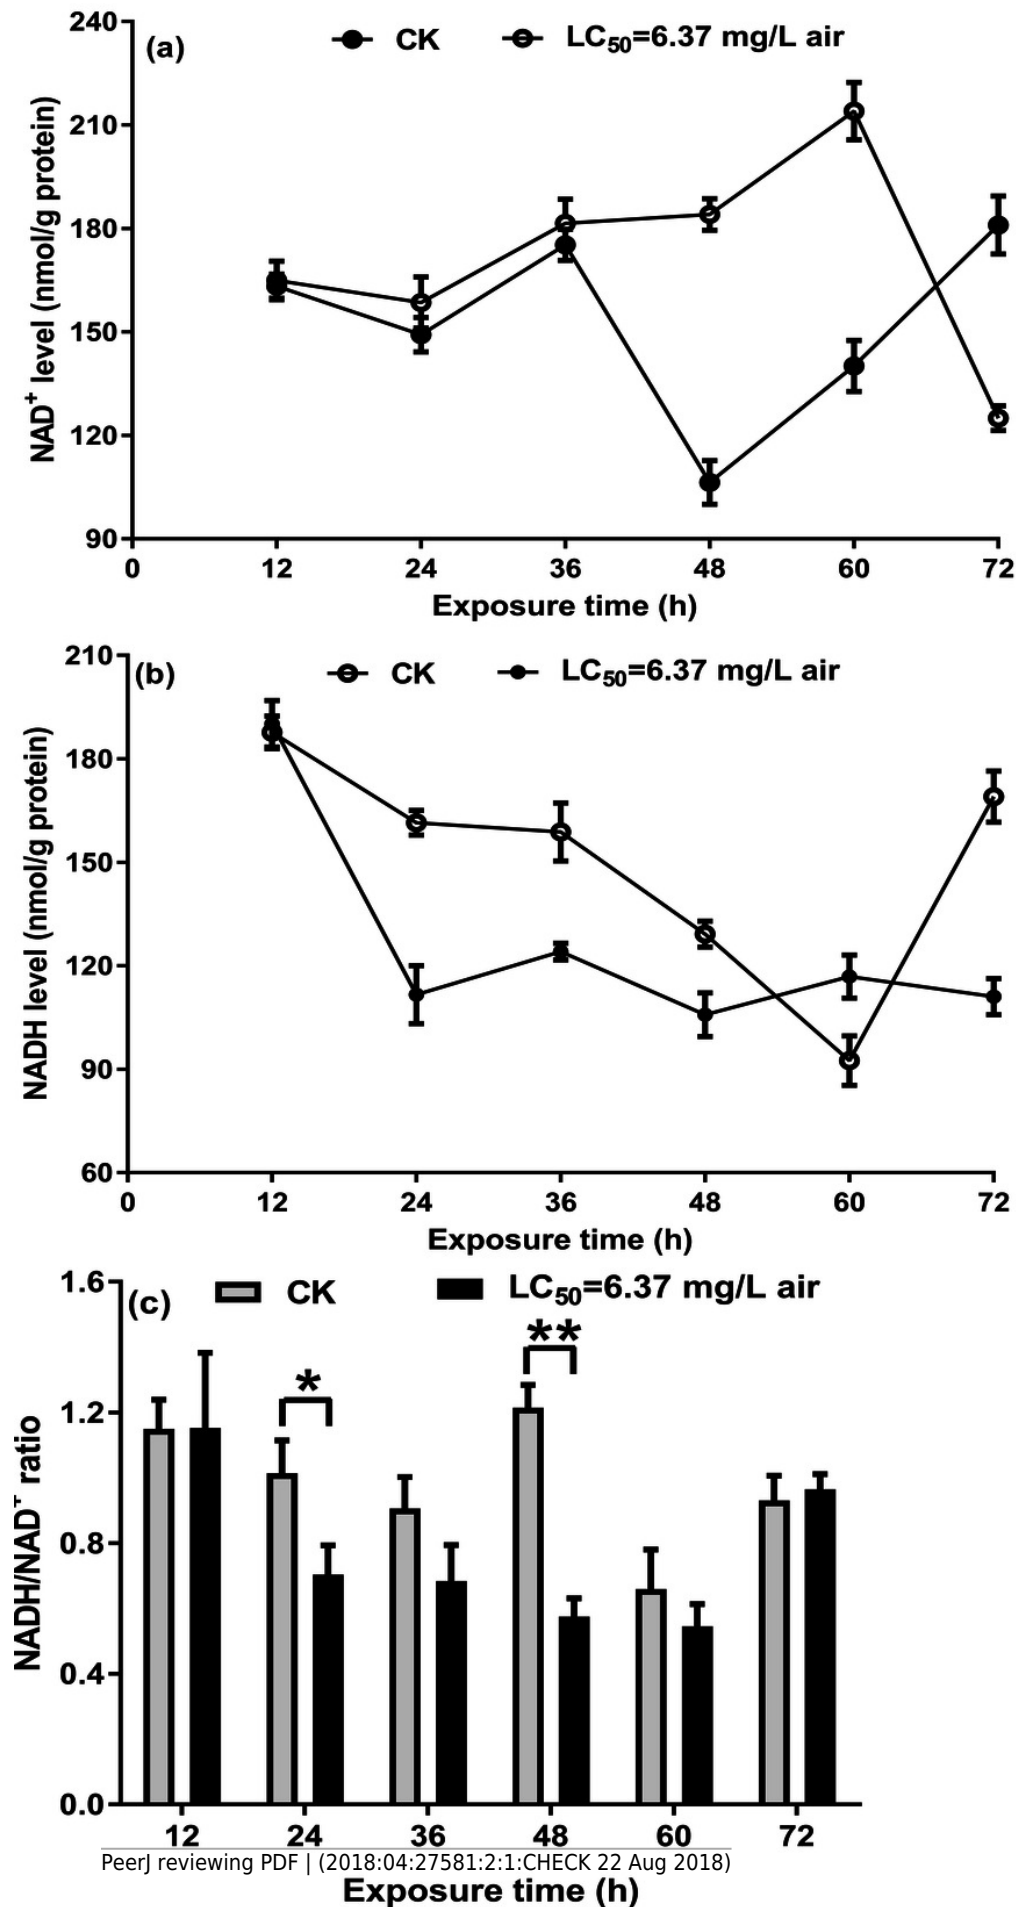 240
(a) CK LC50=6.37 mg/L air
210
180
150
120
90
NAD+ level (nmol/g protein)
0 12 24 36 48 60 72
Exposure time (h)
210
(b) CK LC50=6.37 mg/L air
180
150
120
90
60
NADH level (nmol/g protein)
0 12 24 36 48 60 72
Exposure time (h)
1.6
(c) CK LC50=6.37 mg/L air
**
*
1.2
0.8
0.4
0.0
NADH/NAD+ ratio
12 24 36 48 60 72
PeerJ reviewing PDF | (2018:04:27581:2:1:CHECK 22 Aug 2018)
Exposure time (h)